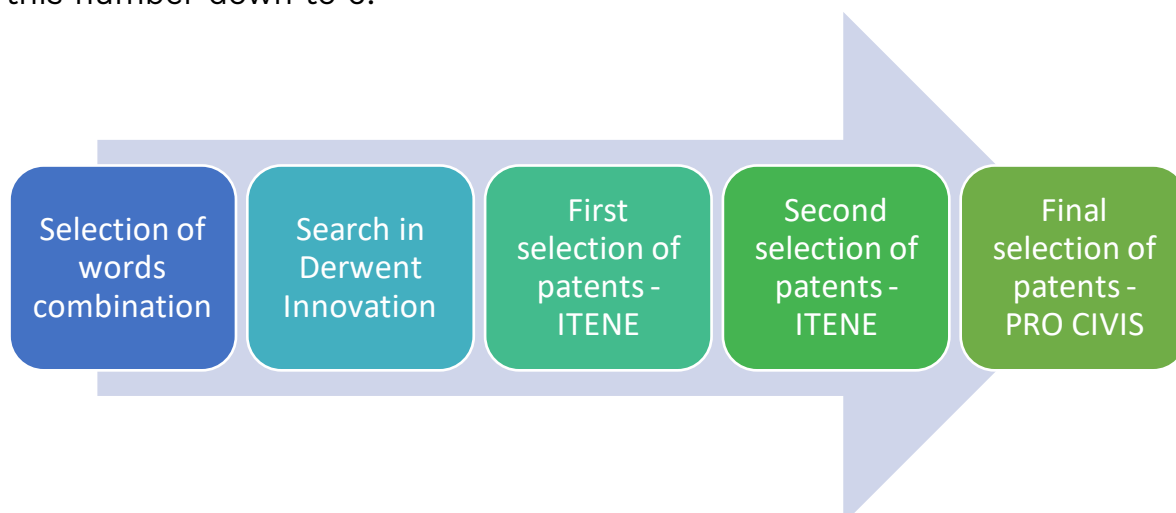 this number down to 6.
Selection of
words
combination
Search in
Derwent
Innovation
First
selection of
patents -
ITENE
Second
selection of
patents -
ITENE
Final
selection of
patents -
PRO CIVIS